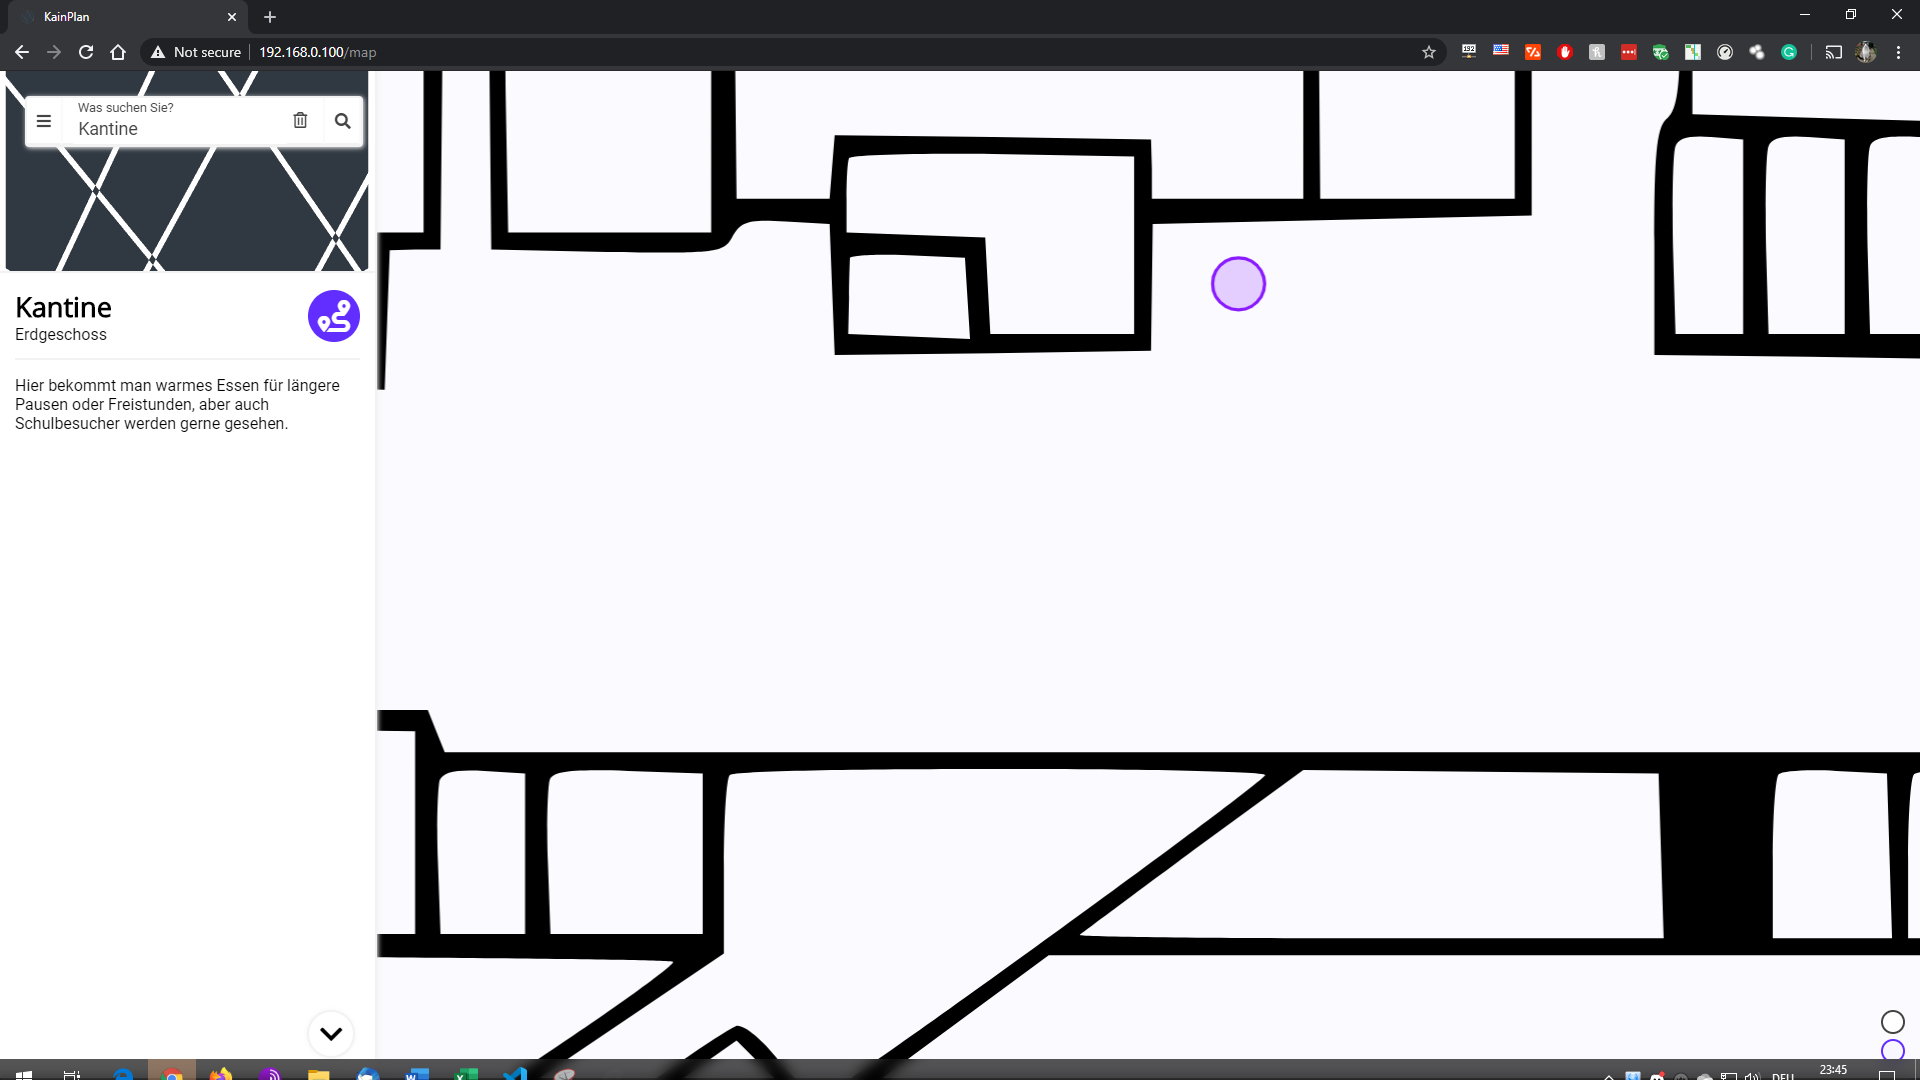 KainPlan
Not secure
192.168.0.100/map
192
Was suchen Sie?
Kantine
Kantine
Erdgeschoss
Hier bekommt man warmes Essen für längere
Pausen oder Freistunden, aber auch
Schulbesucher werden gerne gesehen.
DEU
23:45